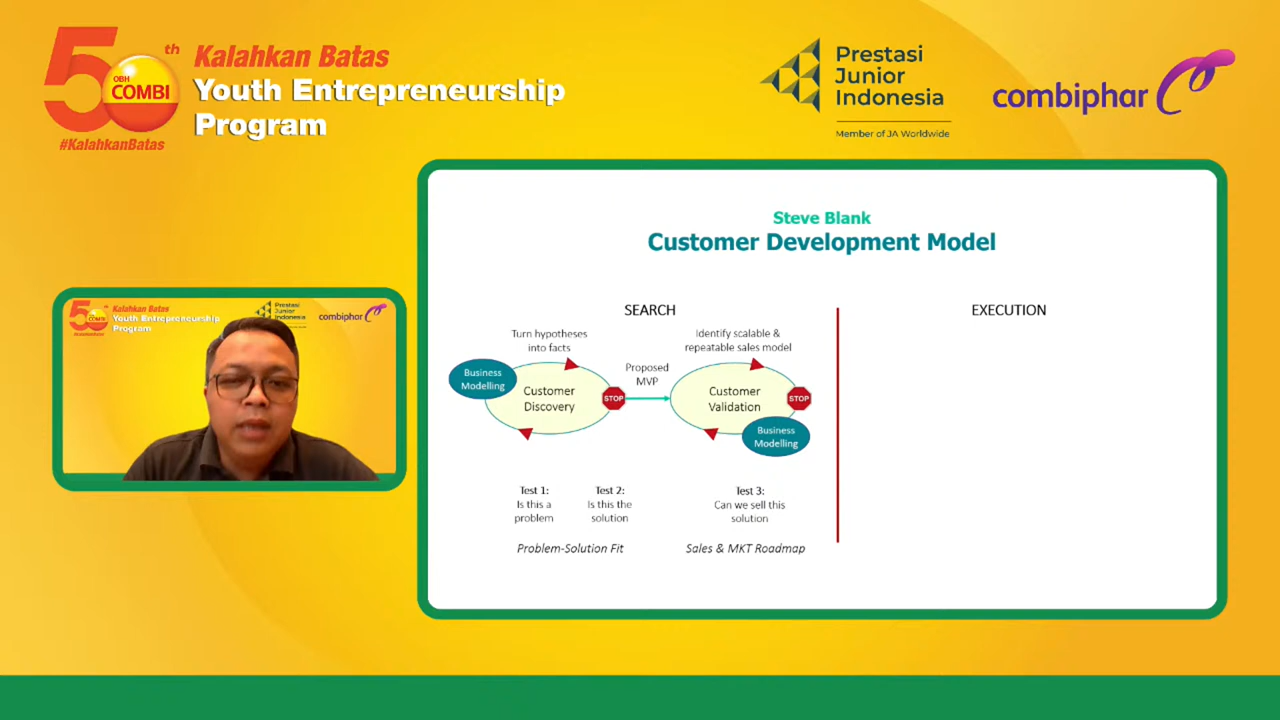 50th
OBH
COMBI
#KalahkanBatas
Kalahkan Batas
Youth Entrepreneurship
Program
Prestasi
Junior
Indonesia
Member of JA Worldwide
combiphar
Kalahkan Batas
Youth Entrepreneurship
Program
Prestasi
Junior
Indonesia
combiphar
COMBI
Steve Blank
Customer Development Model
SEARCH
Turn hypotheses
into facts
Business
Modelling
Customer
Discovery
STOP
Proposed
MVP
Identify scalable &
repeatable sales model
Customer
Validation
STOP
Business
Modelling
Test 1:
Is this a
problem
Test 2:
Is this the
solution
Problem-Solution Fit
Test 3:
Can we sell this
solution
Sales & MKT Roadmap
EXECUTION